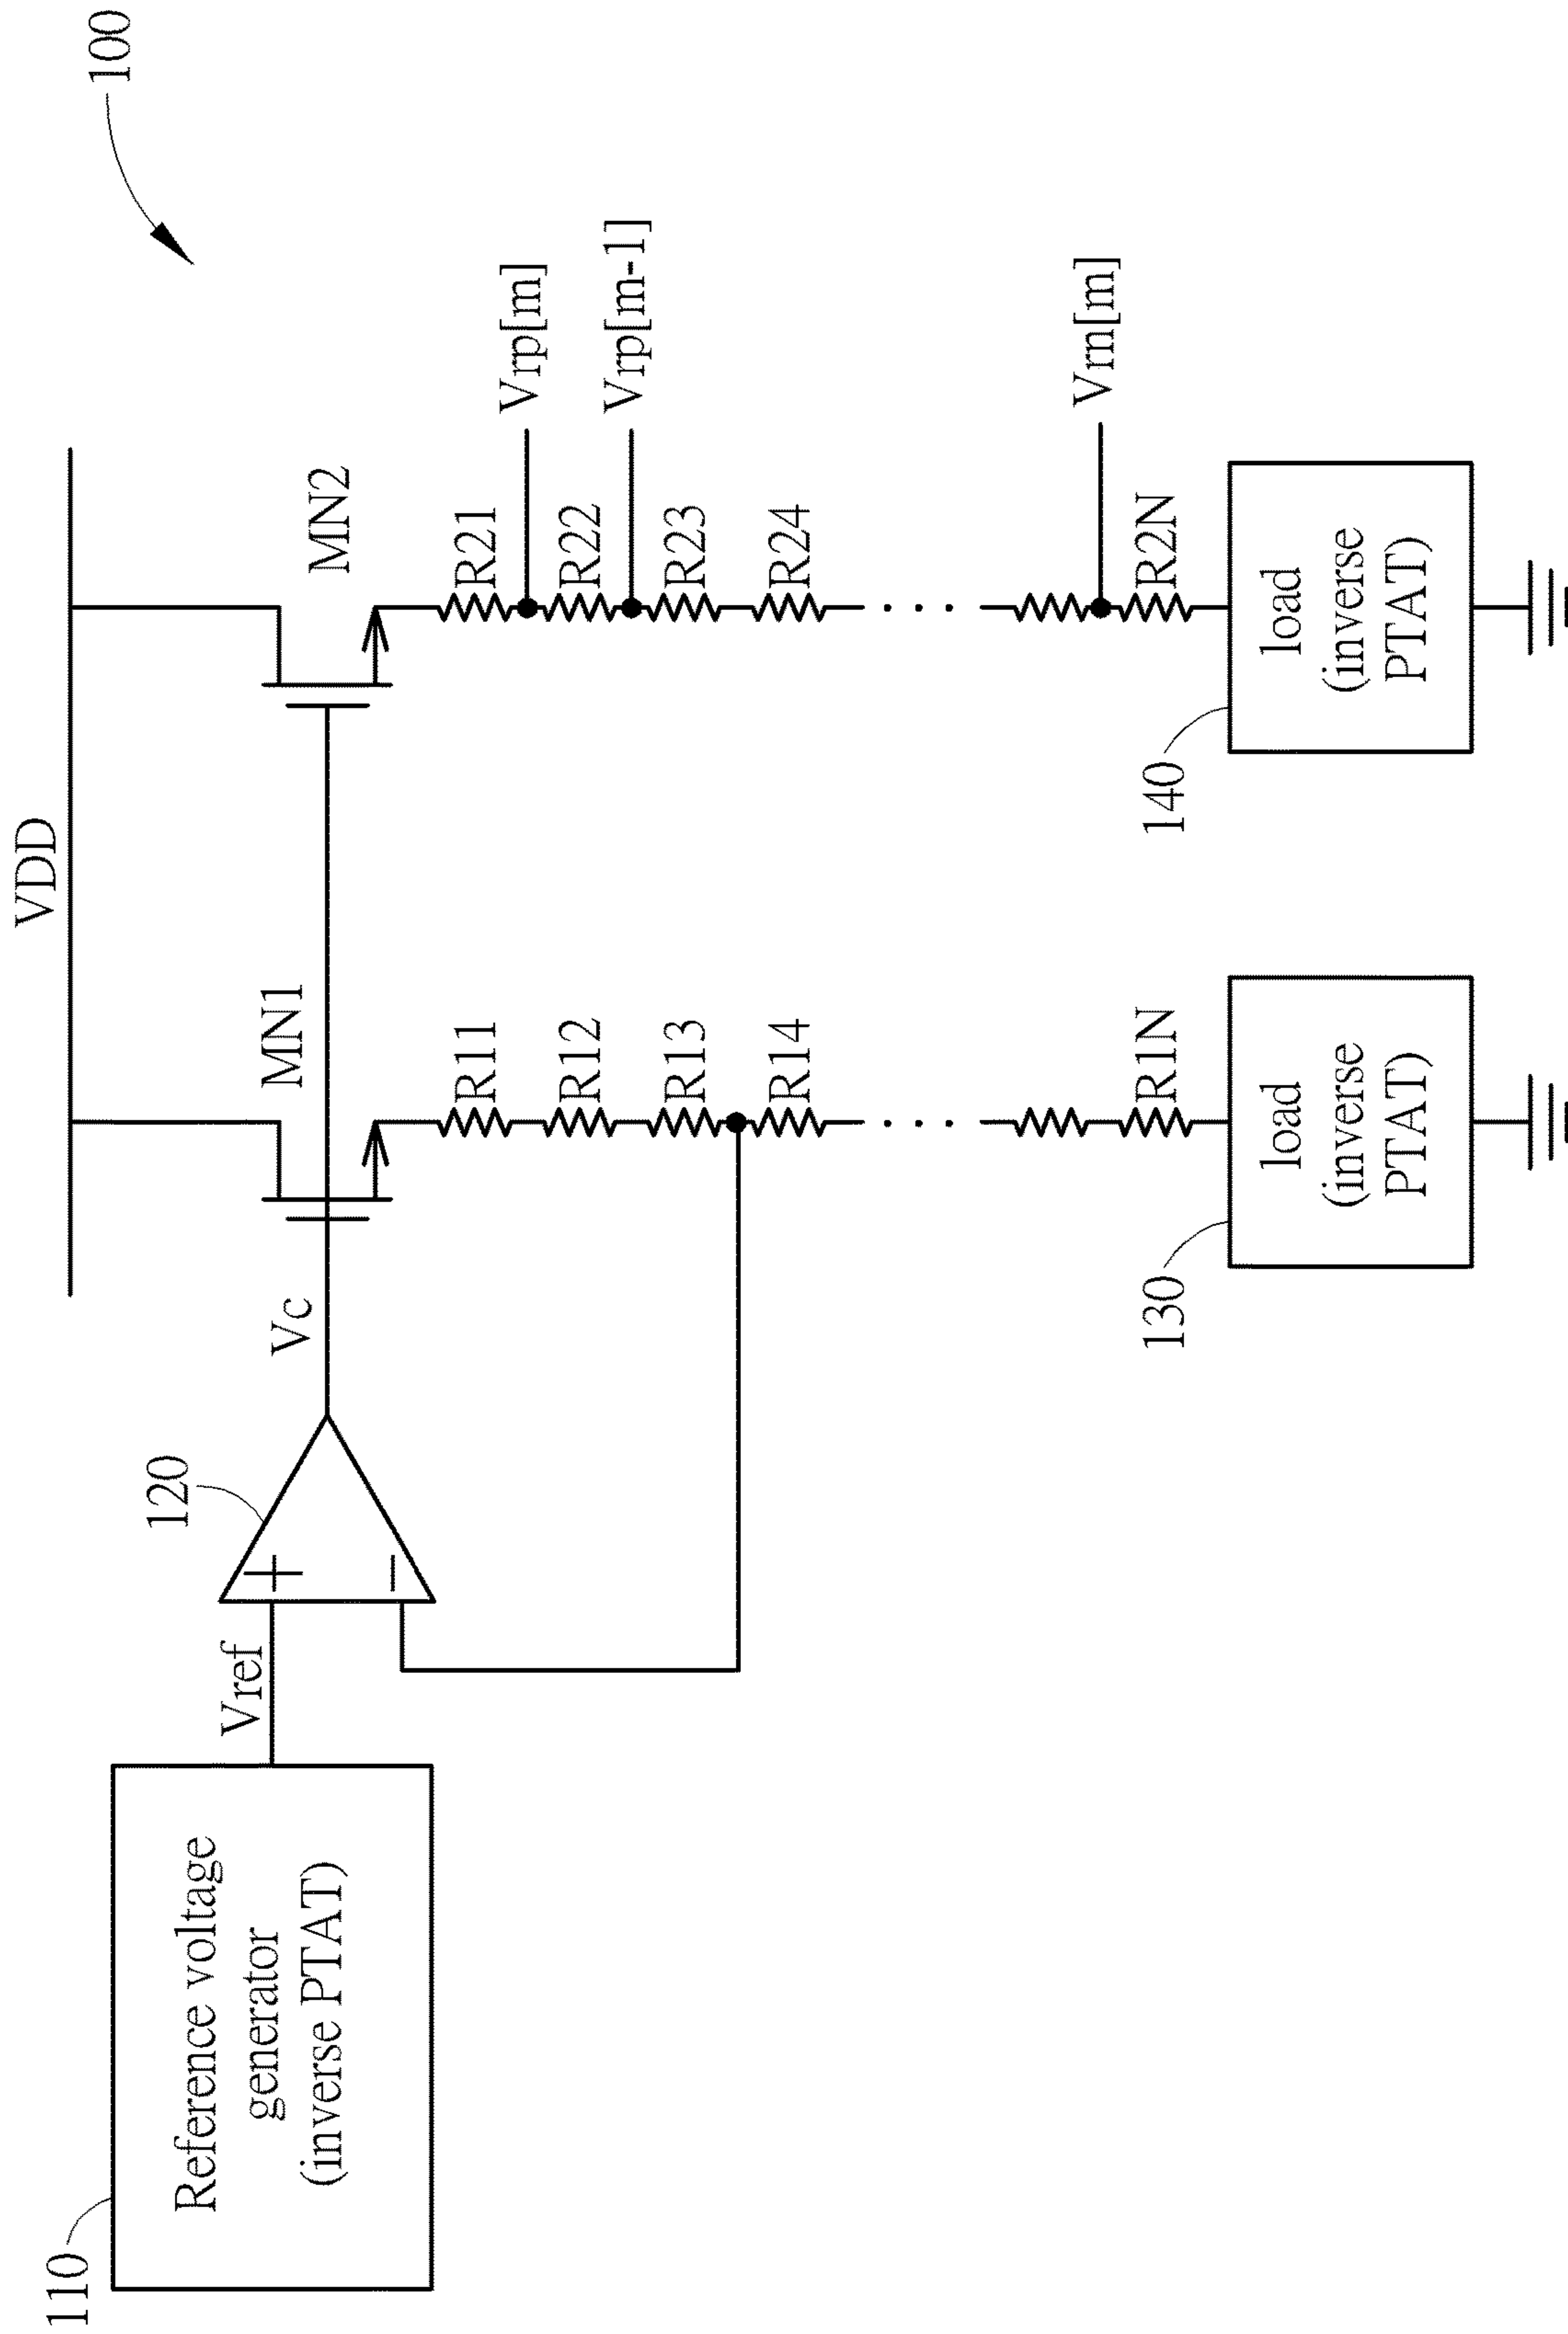 100
VDD
MN1
MN2
110
Reference voltage
generator
(inverse PTAT)
Vref
120
+
−
Vc
R11
R12
R13
R14
R1N
R21
R22
R23
R24
R2N
Vrp[m]
Vrp[m-1]
Vrn[m]
. . .
. . .
130
load
(inverse
PTAT)
140
load
(inverse
PTAT)